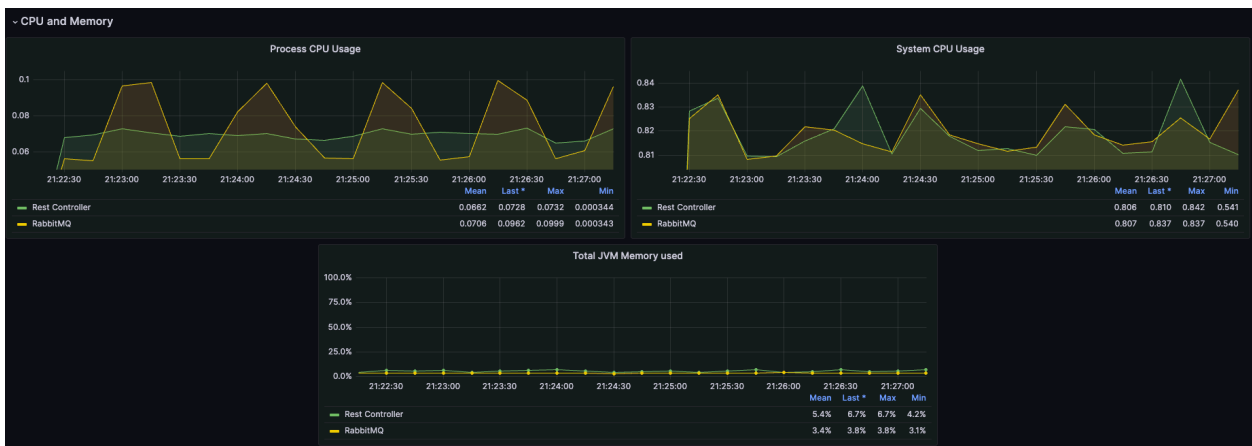 CPU and Memory
Process CPU Usage
0.1
0.08
0.06
21:22:30 21:23:00 21:23:30 21:24:00 21:24:30 21:25:00 21:25:30 21:26:00 21:26:30 21:27:00
Mean Last * Max Min
Rest Controller 0.0662 0.0728 0.0732 0.000344
RabbitMQ 0.0706 0.0962 0.0999 0.000343
System CPU Usage
0.84
0.83
0.82
0.81
21:22:30 21:23:00 21:23:30 21:24:00 21:24:30 21:25:00 21:25:30 21:26:00 21:26:30 21:27:00
Mean Last * Max Min
Rest Controller 0.806 0.810 0.842 0.541
RabbitMQ 0.807 0.837 0.837 0.540
Total JVM Memory used
100.0%
75.0%
50.0%
25.0%
0.0%
21:22:30 21:23:00 21:23:30 21:24:00 21:24:30 21:25:00 21:25:30 21:26:00 21:26:30 21:27:00
Mean Last * Max Min
Rest Controller 5.4% 6.7% 6.7% 4.2%
RabbitMQ 3.4% 3.8% 3.8% 3.1%